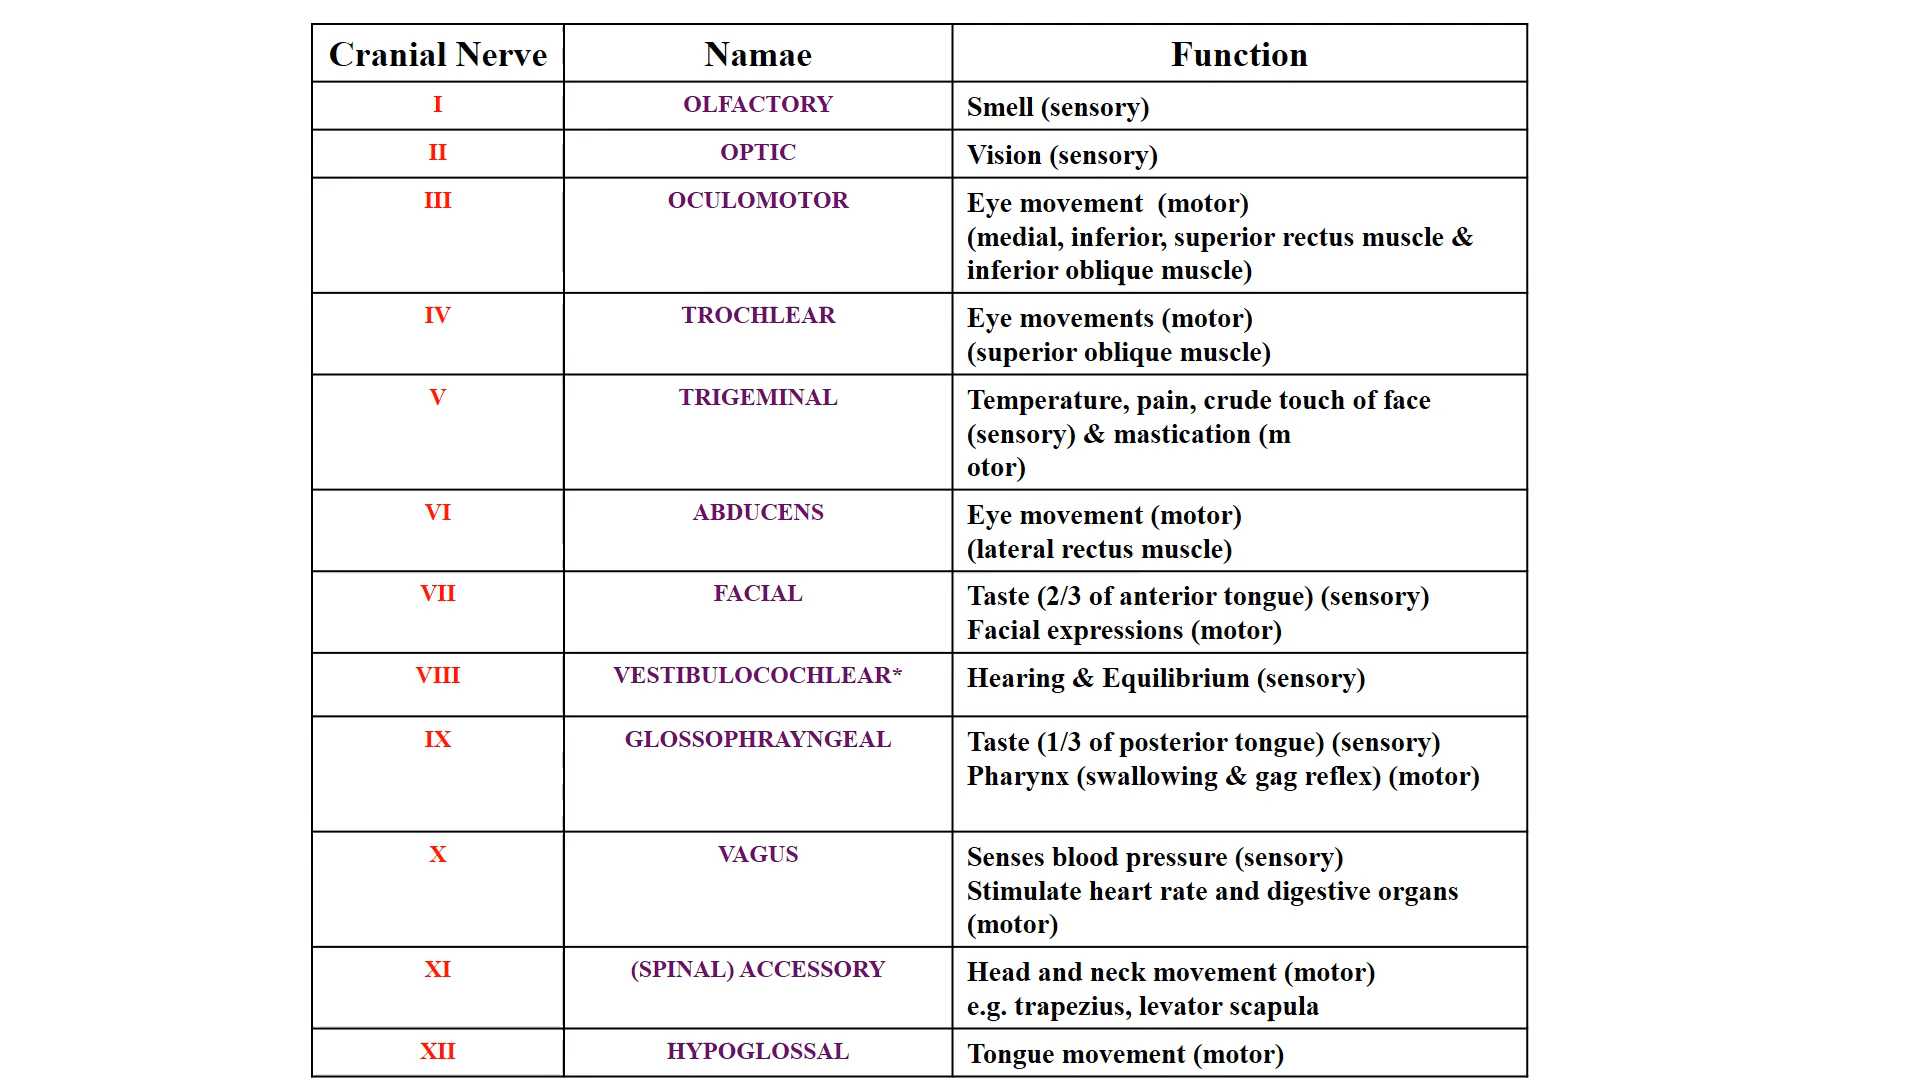 Cranial Nerve Namae Function
I OLFACTORY Smell (sensory)
II OPTIC Vision (sensory)
III OCULOMOTOR Eye movement  (motor)
(medial, inferior, superior rectus muscle &
inferior oblique muscle)
IV TROCHLEAR Eye movements (motor)
(superior oblique muscle)
V TRIGEMINAL Temperature, pain, crude touch of face
(sensory) & mastication (m
otor)
VI ABDUCENS Eye movement (motor)
(lateral rectus muscle)
VII FACIAL Taste (2/3 of anterior tongue) (sensory)
Facial expressions (motor)
VIII VESTIBULOCOCHLEAR* Hearing & Equilibrium (sensory)
IX GLOSSOPHRAYNGEAL Taste (1/3 of posterior tongue) (sensory)
Pharynx (swallowing & gag reflex) (motor)
X VAGUS Senses blood pressure (sensory)
Stimulate heart rate and digestive organs
(motor)
XI (SPINAL) ACCESSORY Head and neck movement (motor)
e.g. trapezius, levator scapula
XII HYPOGLOSSAL Tongue movement (motor)